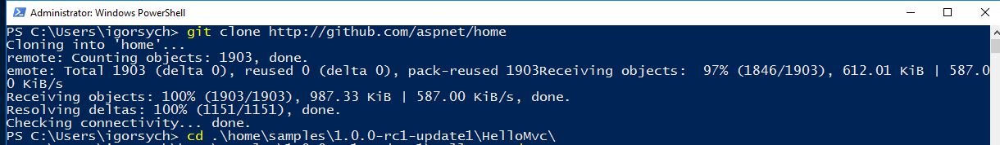 Administrator: Windows PowerShell
PS C:\Users\igorsych> git clone http://github.com/aspnet/home
Cloning into 'home'...
remote: Counting objects: 1903, done.
emote: Total 1903 (delta 0), reused 0 (delta 0), pack-reused 1903Receiving objects:  97% (1846/1903), 612.01 KiB | 587.0
0 KiB/s
Receiving objects: 100% (1903/1903), 987.33 KiB | 587.00 KiB/s, done.
Resolving deltas: 100% (1151/1151), done.
Checking connectivity... done.
PS C:\Users\igorsych> cd .\home\samples\1.0.0-rc1-update1\HelloMvc\